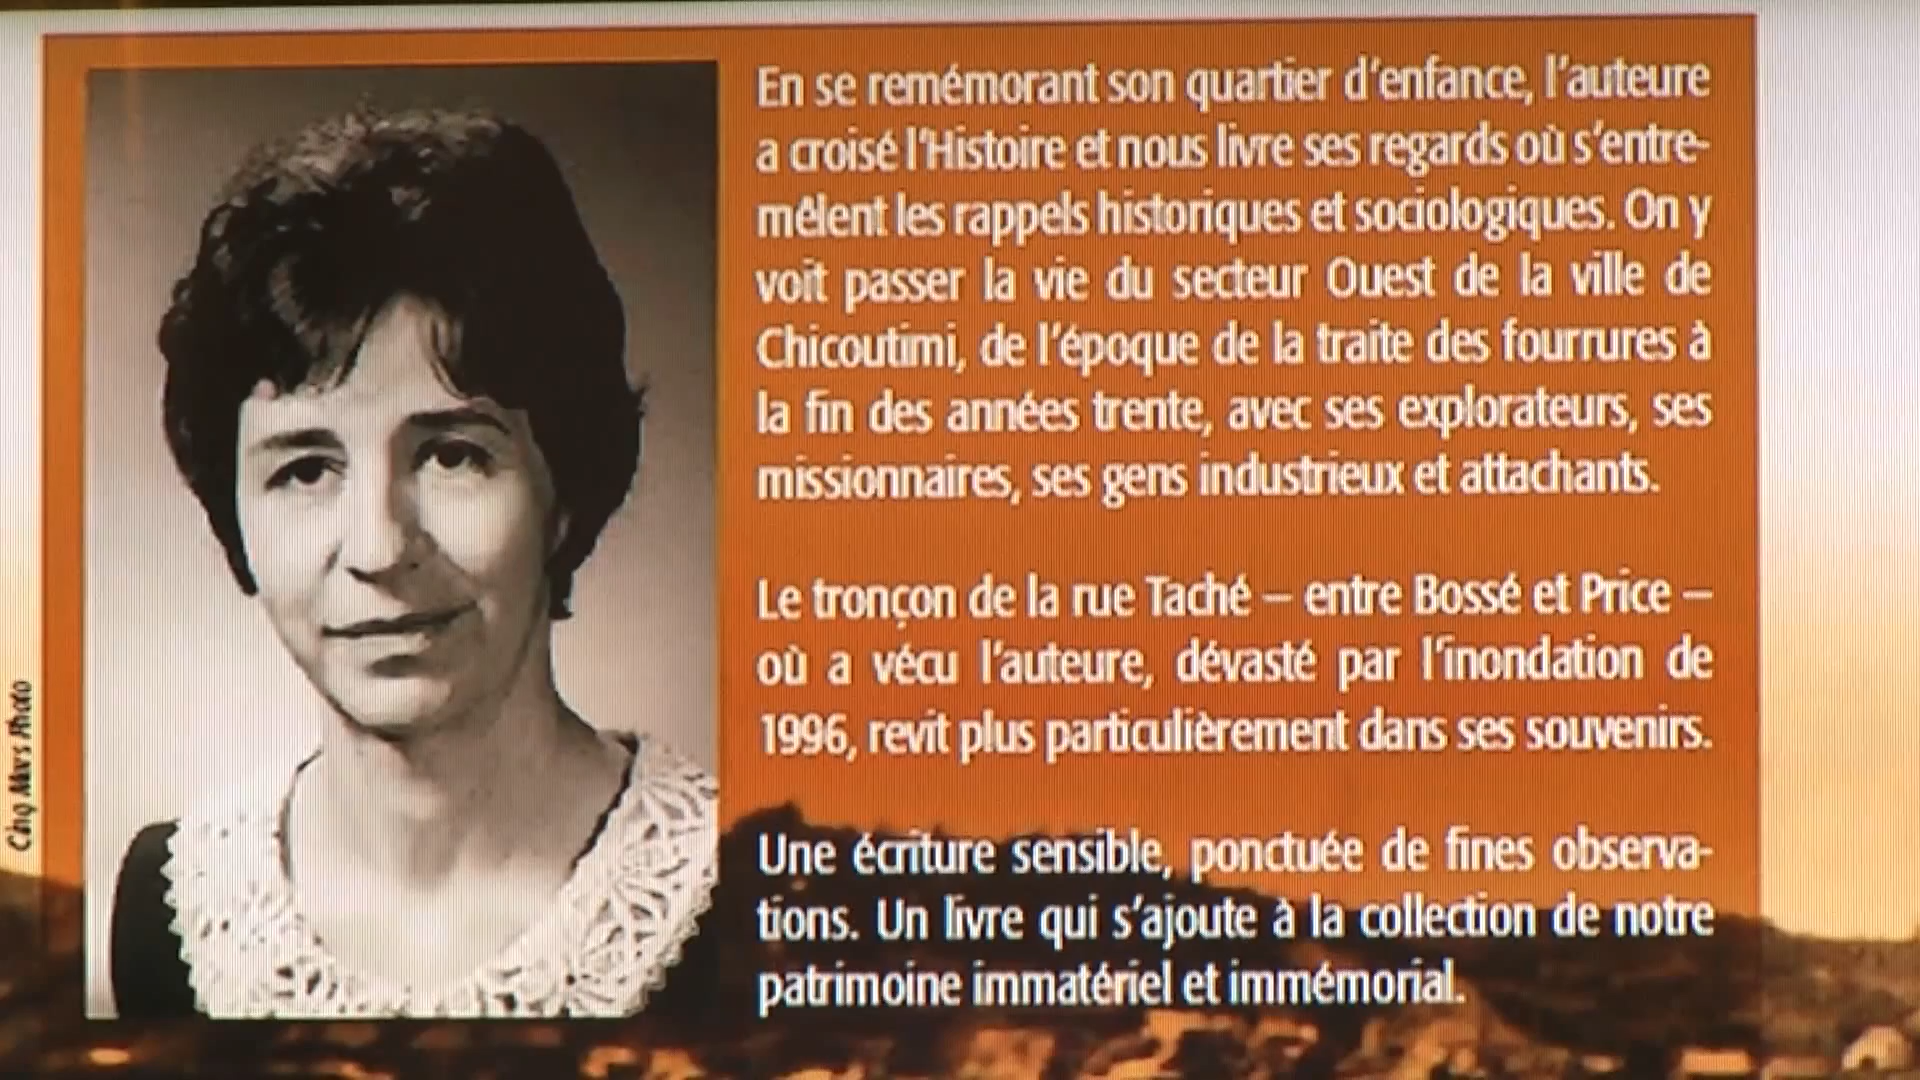 En se remémorant son quartier d'enfance, l'auteure
a croisé l'Histoire et nous livre ses regards où s'entre-
mêlent les rappels historiques et sociologiques. On y
voit passer la vie du secteur Ouest de la ville de
Chicoutimi, de l'époque de la traite des fourrures à
la fin des années trente, avec ses explorateurs, ses
missionnaires, ses gens industrieux et attachants.
Le tronçon de la rue Taché – entre Bossé et Price –
où a vécu l'auteure, dévasté par l'inondation de
1996, revit plus particulièrement dans ses souvenirs.
Une écriture sensible, ponctuée de fines observa-
tions. Un livre qui s'ajoute à la collection de notre
patrimoine immatériel et immémorial.
Cinq Mars Photo